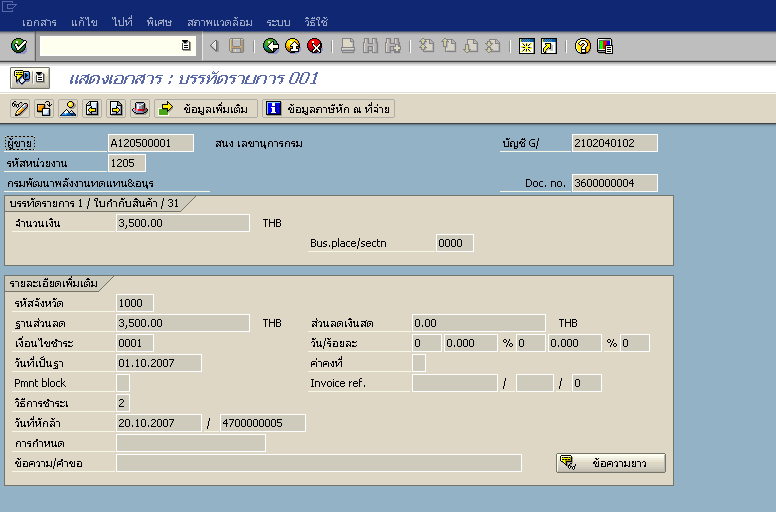 เอกสาร แก้ไข ไปที่ พิเศษ สภาพแวดล้อม ระบบ วิธีใช้
แสดงเอกสาร : บรรทัดรายการ 001
ข้อมูลเพิ่มเติม ข้อมูลภาษีหัก ณ ที่จ่าย
ผู้ขาย A120500001 สนง เลขานุการกรม บัญชี G/ 2102040102
รหัสหน่วยงาน 1205
กรมพัฒนาพลังงานทดแทน&อนุร Doc. no. 3600000004
บรรทัดรายการ 1 / ใบกำกับสินค้า / 31
จำนวนเงิน 3,500.00 THB
Bus.place/sectn 0000
รายละเอียดเพิ่มเติม
รหัสจังหวัด 1000
ฐานส่วนลด 3,500.00 THB ส่วนลดเงินสด 0.00 THB
เงื่อนไขชำระ 0001 วัน/ร้อยละ 0 0.000 % 0 0.000 % 0
วันที่เป็นฐา 01.10.2007 ค่าคงที่
Pmnt block Invoice ref. / / 0
วิธีการชำระเ 2
วันที่หักล้า 20.10.2007 / 4700000005
การกำหนด
ข้อความ/คำขอ ข้อความยาว